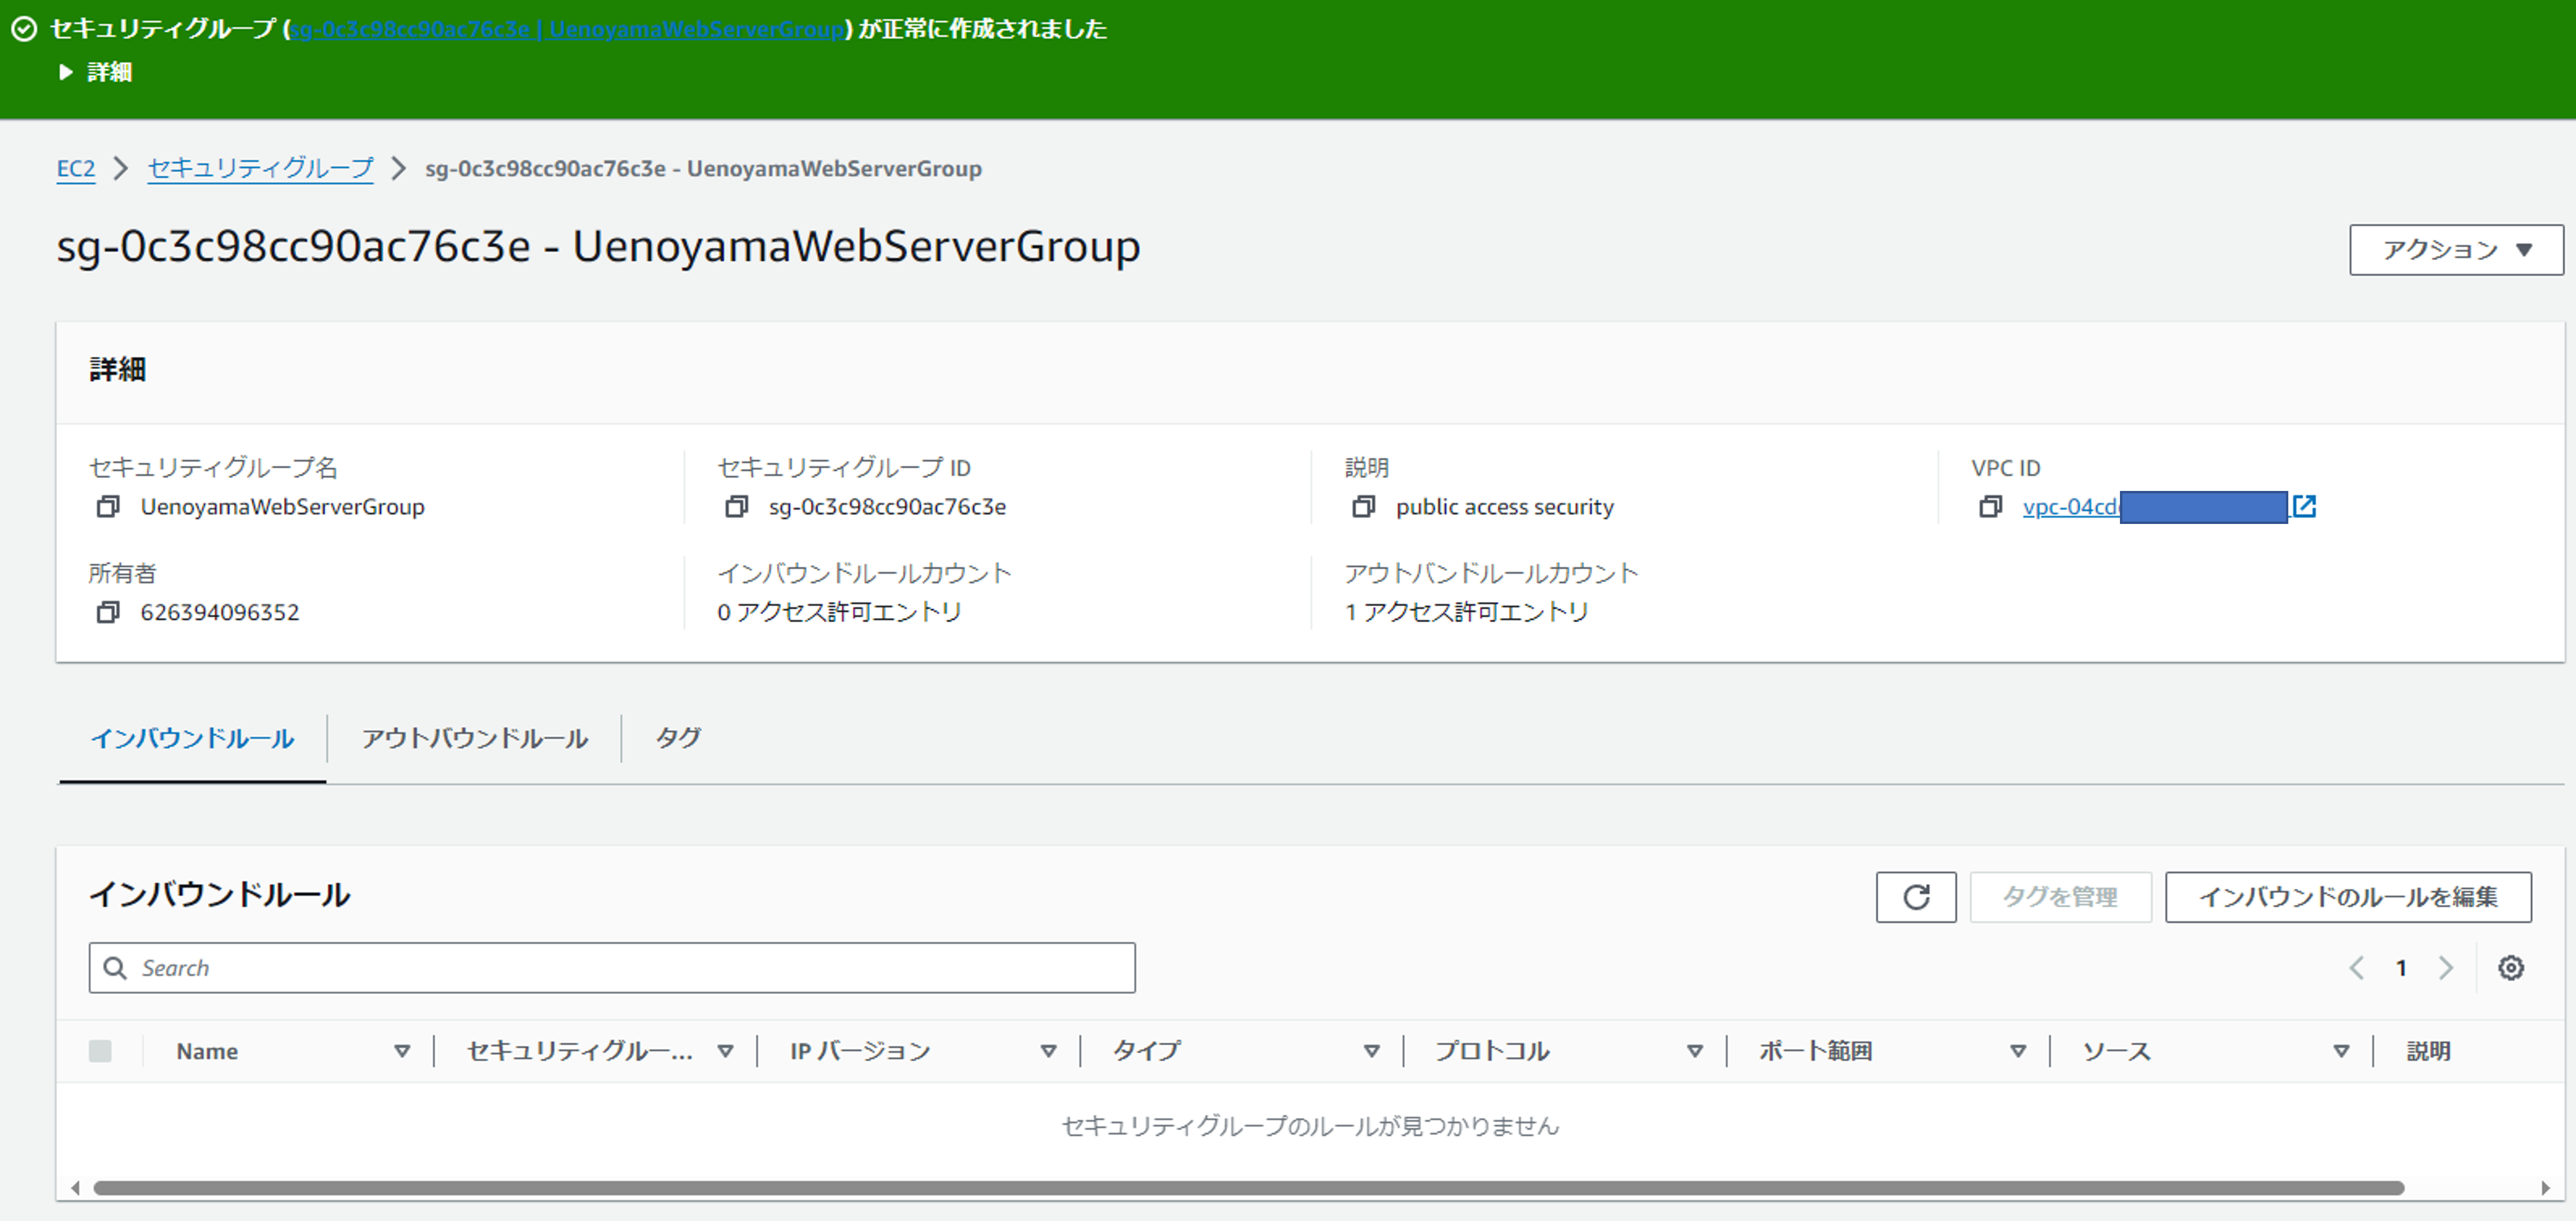 セキュリティグループ (sg-0c3c98cc90ac76c3e | UenoyamaWebServerGroup) が正常に作成されました
詳細
EC2 セキュリティグループ sg-0c3c98cc90ac76c3e - UenoyamaWebServerGroup
sg-0c3c98cc90ac76c3e - UenoyamaWebServerGroup
アクション
詳細
セキュリティグループ名 セキュリティグループ ID 説明 VPC ID
UenoyamaWebServerGroup sg-0c3c98cc90ac76c3e public access security vpc-04cd
所有者 インバウンドルールカウント アウトバンドルールカウント
626394096352 0 アクセス許可エントリ 1 アクセス許可エントリ
インバウンドルール アウトバウンドルール タグ
インバウンドルール タグを管理 インバウンドのルールを編集
Search 1
Name セキュリティグルー... IP バージョン タイプ プロトコル ポート範囲 ソース 説明
セキュリティグループのルールが見つかりません